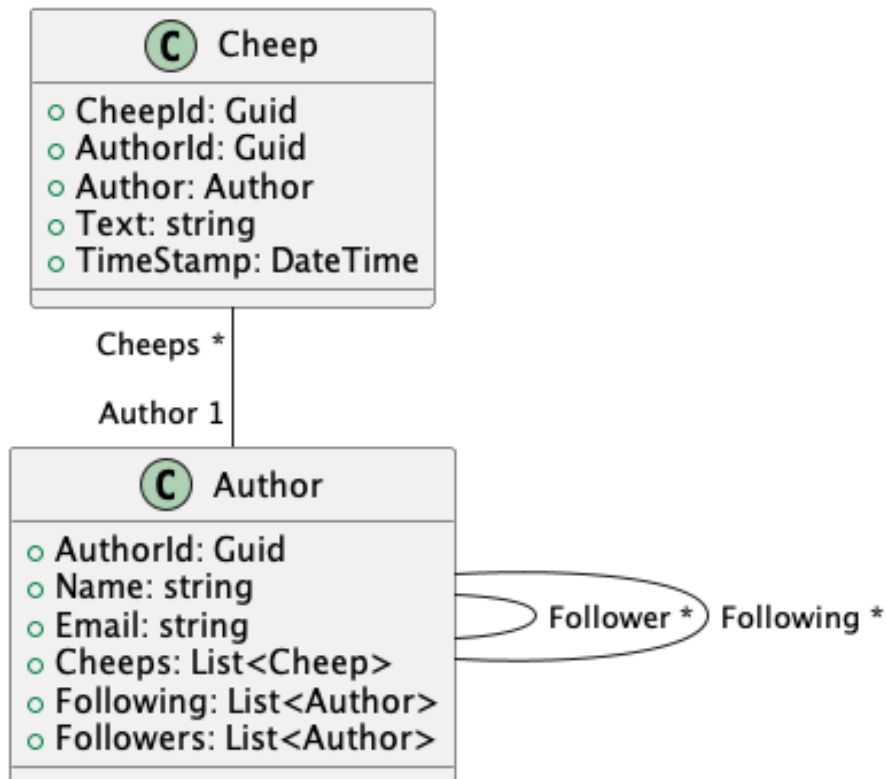 C Cheep
CheepId: Guid
AuthorId: Guid
Author: Author
Text: string
TimeStamp: DateTime
Cheeps *
Author 1
C Author
AuthorId: Guid
Name: string
Email: string
Cheeps: List<Cheep>
Following: List<Author>
Followers: List<Author>
Follower *
Following *